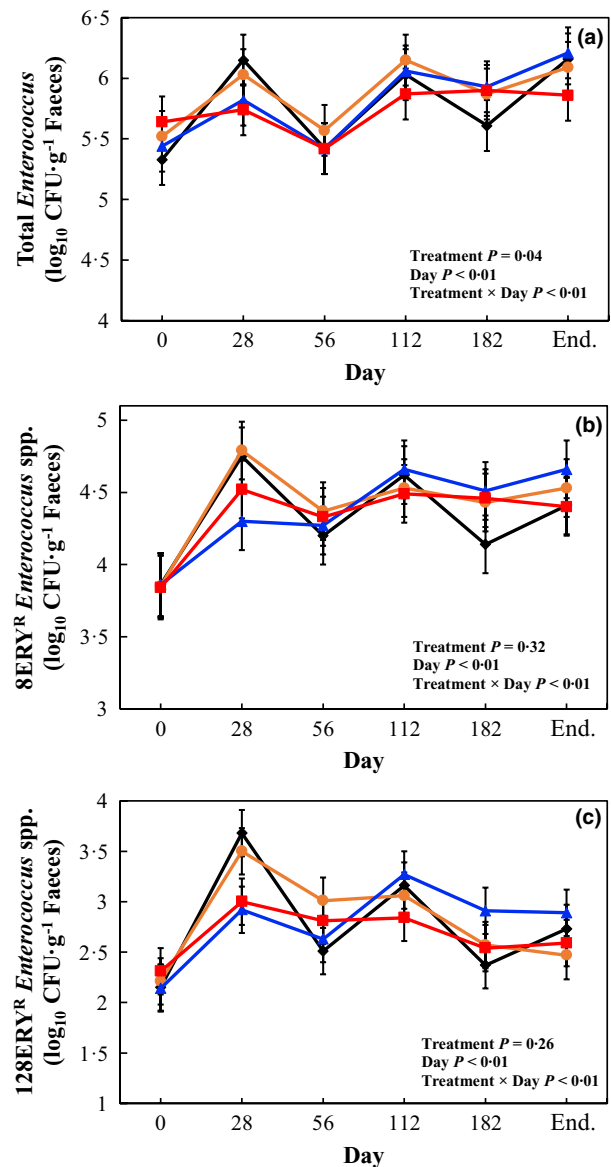 6·5
6
5·5
5
4·5
4
Total Enterococcus
(log₁₀ CFU·g⁻¹ Faeces)
(a)
Treatment P = 0·04
Day P < 0·01
Treatment × Day P < 0·01
0 28 56 112 182 End.
Day
5
4·5
4
3·5
3
8ERYᴿ Enterococcus spp.
(log₁₀ CFU·g⁻¹ Faeces)
(b)
Treatment P = 0·32
Day P < 0·01
Treatment × Day P < 0·01
0 28 56 112 182 End.
Day
4
3·5
3
2·5
2
1·5
1
128ERYᴿ Enterococcus spp.
(log₁₀ CFU·g⁻¹ Faeces)
(c)
Treatment P = 0·26
Day P < 0·01
Treatment × Day P < 0·01
0 28 56 112 182 End.
Day